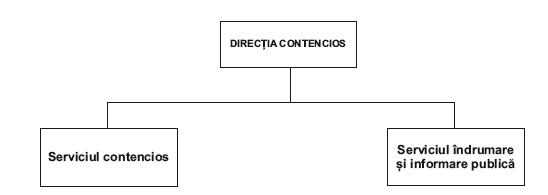 DIRECȚIA CONTENCIOS
Serviciul contencios
Serviciul îndrumare
și informare publică